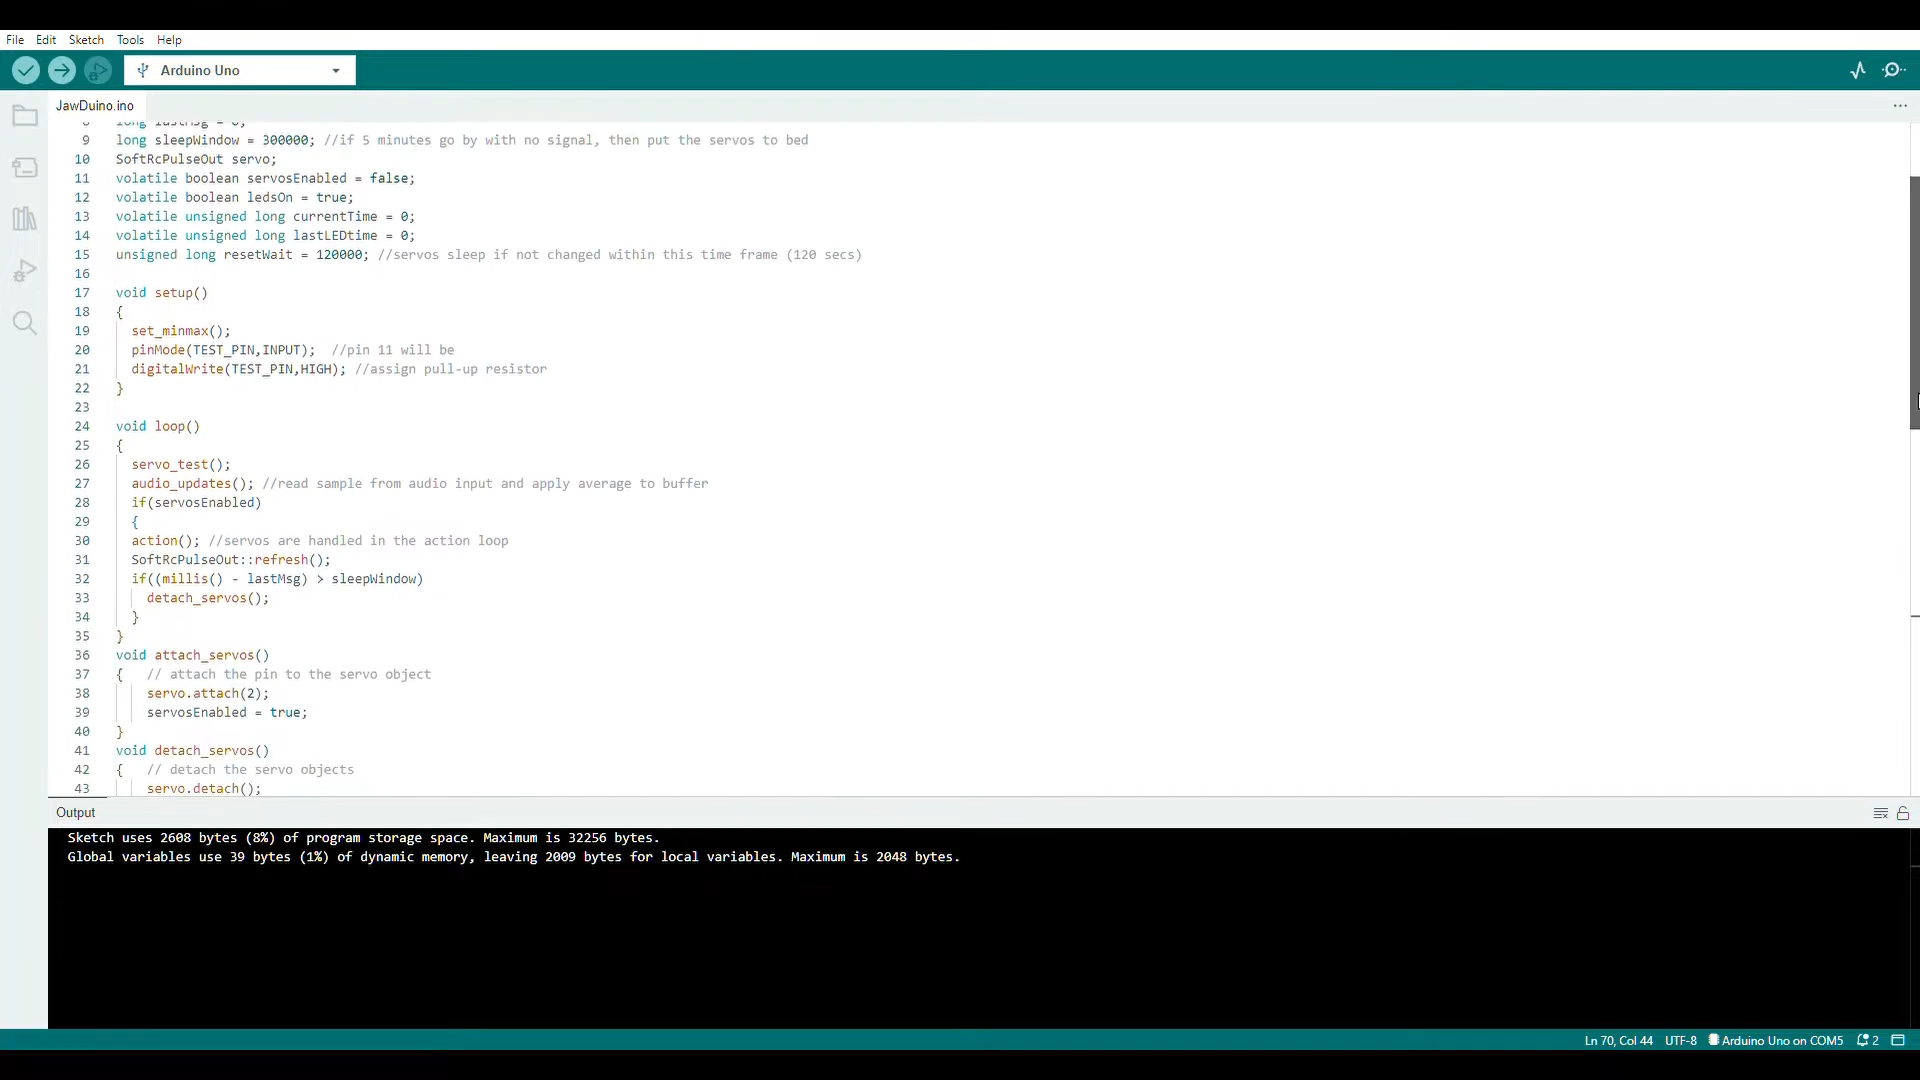 File Edit Sketch Tools Help
Arduino Uno
JawDuino.ino
8 long lastMsg = 0;
9 long sleepWindow = 300000; //if 5 minutes go by with no signal, then put the servos to bed
10 SoftRcPulseOut servo;
11 volatile boolean servosEnabled = false;
12 volatile boolean ledsOn = true;
13 volatile unsigned long currentTime = 0;
14 volatile unsigned long lastLEDtime = 0;
15 unsigned long resetWait = 120000; //servos sleep if not changed within this time frame (120 secs)
16
17 void setup()
18 {
19 set_minmax();
20 pinMode(TEST_PIN,INPUT);  //pin 11 will be
21 digitalWrite(TEST_PIN,HIGH); //assign pull-up resistor
22 }
23
24 void loop()
25 {
26 servo_test();
27 audio_updates(); //read sample from audio input and apply average to buffer
28 if(servosEnabled)
29 {
30 action(); //servos are handled in the action loop
31 SoftRcPulseOut::refresh();
32 if((millis() - lastMsg) > sleepWindow)
33 detach_servos();
34 }
35 }
36 void attach_servos()
37 {   // attach the pin to the servo object
38 servo.attach(2);
39 servosEnabled = true;
40 }
41 void detach_servos()
42 {   // detach the servo objects
43 servo.detach();
Output
Sketch uses 2608 bytes (8%) of program storage space. Maximum is 32256 bytes.
Global variables use 39 bytes (1%) of dynamic memory, leaving 2009 bytes for local variables. Maximum is 2048 bytes.
Ln 70, Col 44 UTF-8 Arduino Uno on COM5 2